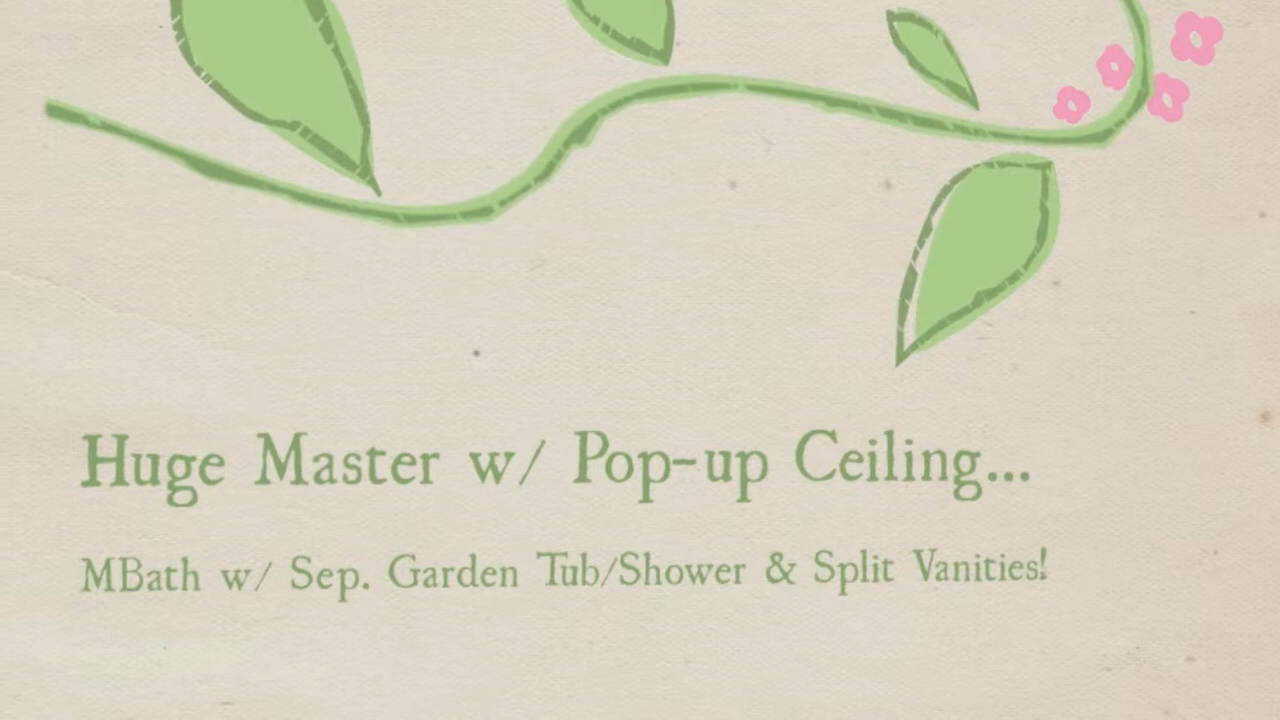 Huge Master w/ Pop-up Ceiling...
MBath w/ Sep. Garden Tub/Shower & Split Vanities!